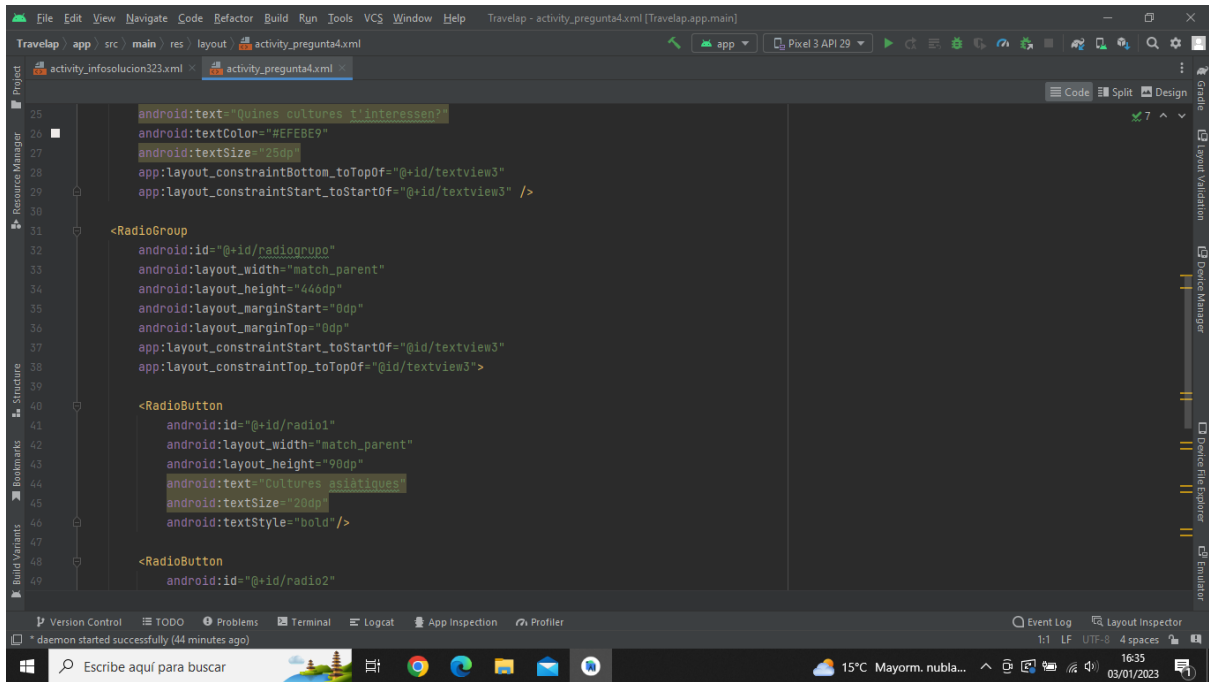 File Edit View Navigate Code Refactor Build Run Tools VCS Window Help Travelap - activity_pregunta4.xml [Travelap.app.main]
Travelap app src main res layout activity_pregunta4.xml app Pixel 3 API 29
activity_infosolucion323.xml activity_pregunta4.xml
Code Split Design
25 android:text="Quines cultures t'interessen?" 7
26 android:textColor="#EFEBE9"
27 android:textSize="25dp"
28 app:layout_constraintBottom_toTopOf="@+id/textview3"
29 app:layout_constraintStart_toStartOf="@+id/textview3" />
30
31 <RadioGroup
32 android:id="@+id/radiogrupo"
33 android:layout_width="match_parent"
34 android:layout_height="446dp"
35 android:layout_marginStart="0dp"
36 android:layout_marginTop="0dp"
37 app:layout_constraintStart_toStartOf="@id/textview3"
38 app:layout_constraintTop_toTopOf="@id/textview3">
39
40 <RadioButton
41 android:id="@+id/radio1"
42 android:layout_width="match_parent"
43 android:layout_height="90dp"
44 android:text="Cultures asiàtiques"
45 android:textSize="20dp"
46 android:textStyle="bold"/>
47
48 <RadioButton
49 android:id="@+id/radio2"
Project
Resource Manager
Structure
Bookmarks
Build Variants
Gradle
Layout Validation
Device Manager
Device File Explorer
Emulator
Version Control TODO Problems Terminal Logcat App Inspection Profiler Event Log Layout Inspector
* daemon started successfully (44 minutes ago) 1:1 LF UTF-8 4 spaces
Escribe aquí para buscar 15°C Mayorm. nubla... 16:35
03/01/2023 1